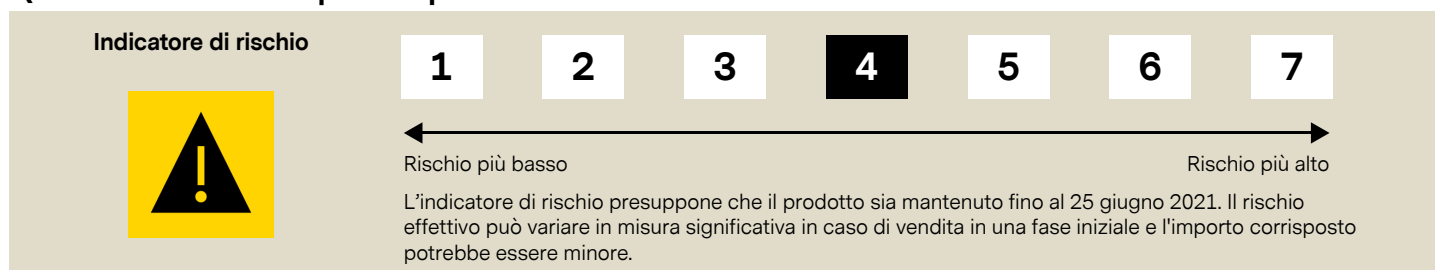 Indicatore di rischio
1 2 3 4 5 6 7
Rischio più basso Rischio più alto
L'indicatore di rischio presuppone che il prodotto sia mantenuto fino al 25 giugno 2021. Il rischio
effettivo può variare in misura significativa in caso di vendita in una fase iniziale e l'importo corrisposto
potrebbe essere minore.